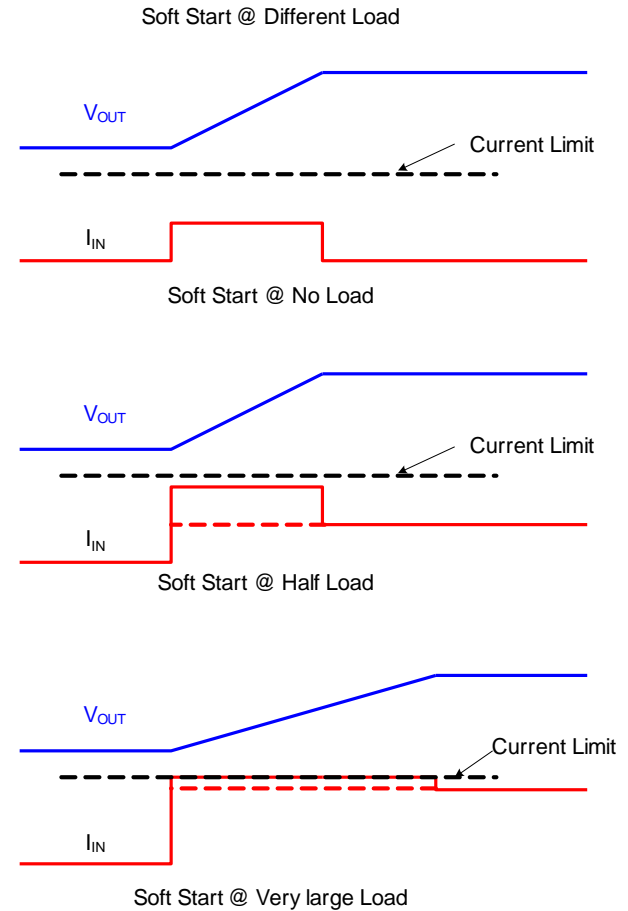 Soft Start @ Different Load
VOUT
Current Limit
IIN
Soft Start @ No Load
VOUT
Current Limit
IIN
Soft Start @ Half Load
VOUT
Current Limit
IIN
Soft Start @ Very large Load